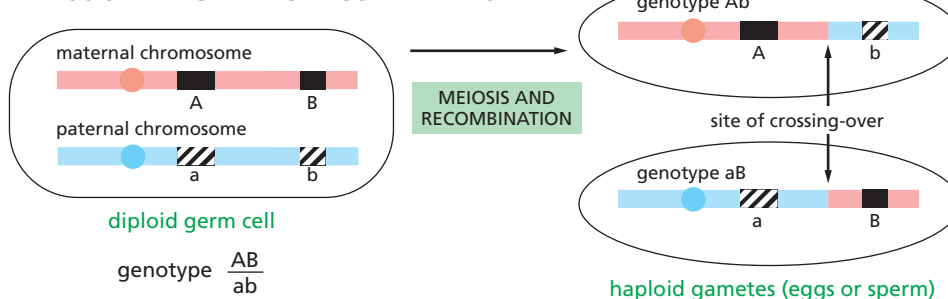 maternal chromosome
A B
paternal chromosome
a b
diploid germ cell
genotype AB
ab
MEIOSIS AND
RECOMBINATION
genotype Ab
A b
site of crossing-over
genotype aB
a B
haploid gametes (eggs or sperm)